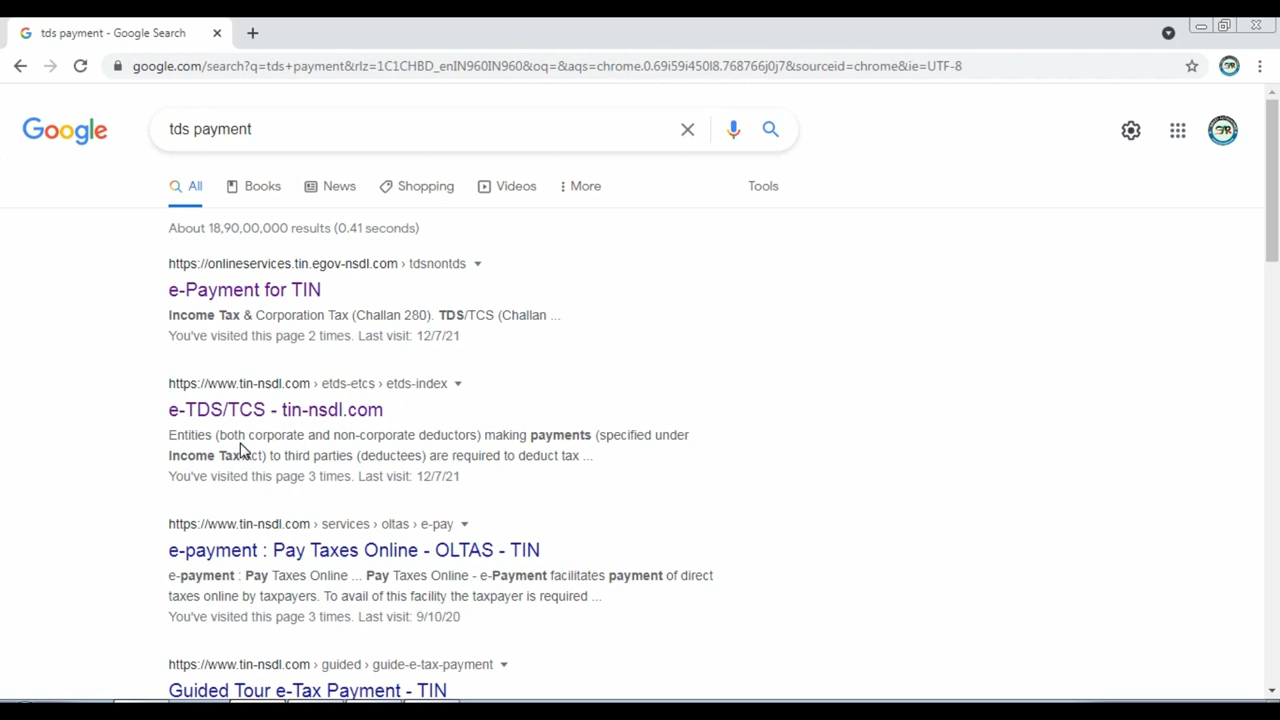 tds payment - Google Search
google.com/search?q=tds+payment&rlz=1C1CHBD_enIN960IN960&oq=&aqs=chrome.0.69i59i450l8.768766j0j7&sourceid=chrome&ie=UTF-8
Google
tds payment
All Books News Shopping Videos More Tools
About 18,90,00,000 results (0.41 seconds)
https://onlineservices.tin.egov-nsdl.com › tdsnontds
e-Payment for TIN
Income Tax & Corporation Tax (Challan 280). TDS/TCS (Challan ...
You've visited this page 2 times. Last visit: 12/7/21
https://www.tin-nsdl.com › etds-etcs › etds-index
e-TDS/TCS - tin-nsdl.com
Entities (both corporate and non-corporate deductors) making payments (specified under
Income Tax ct) to third parties (deductees) are required to deduct tax ...
You've visited this page 3 times. Last visit: 12/7/21
https://www.tin-nsdl.com › services › oltas › e-pay
e-payment : Pay Taxes Online - OLTAS - TIN
e-payment : Pay Taxes Online ... Pay Taxes Online - e-Payment facilitates payment of direct
taxes online by taxpayers. To avail of this facility the taxpayer is required ...
You've visited this page 3 times. Last visit: 9/10/20
https://www.tin-nsdl.com › guided › guide-e-tax-payment
Guided Tour e-Tax Payment - TIN